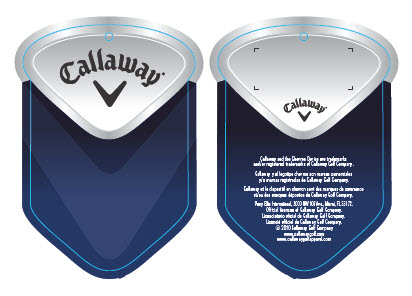 Callaway
Callaway
Callaway and the Chevron Device are trademarks
and/or registered trademarks of Callaway Golf Company.
Callaway y el logotipo chevron son marcas comerciales
y/o marcas registradas de Callaway Golf Company.
Callaway et le dispositif en chevron sont des marques de commerce
et/ou des marques déposées de Callaway Golf Company.
Perry Ellis International, 3000 NW 107 Ave., Miami, FL 33172.
Official licensee of Callaway Golf Company.
Licenciatario oficial de Callaway Golf Company.
Licencié officiel de Callaway Golf Company.
© 2010 Callaway Golf Company
www.callawaygolf.com
www.callawaygolfapparel.com